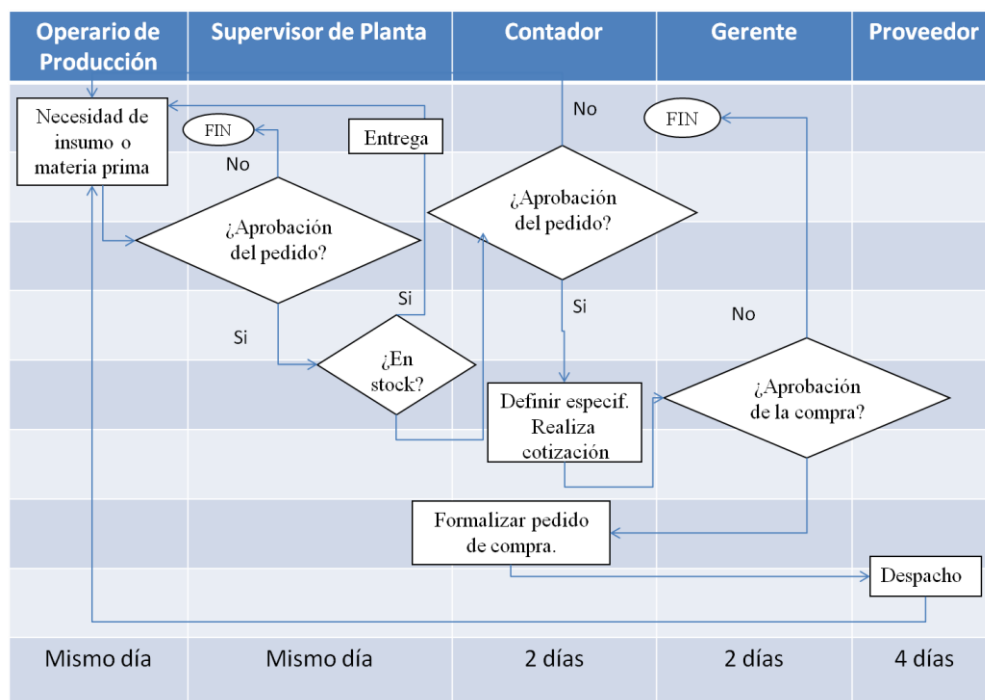 Operario de
Producción
Supervisor de Planta
Contador
Gerente
Proveedor
Necesidad de
insumo o
materia prima
FIN
No
Entrega
No
FIN
¿Aprobación
del pedido?
¿Aprobación
del pedido?
Si
Si
Si
No
¿En
stock?
Definir especif.
Realiza
cotización
¿Aprobación
de la compra?
Formalizar pedido
de compra.
Despacho
Mismo día
Mismo día
2 días
2 días
4 días